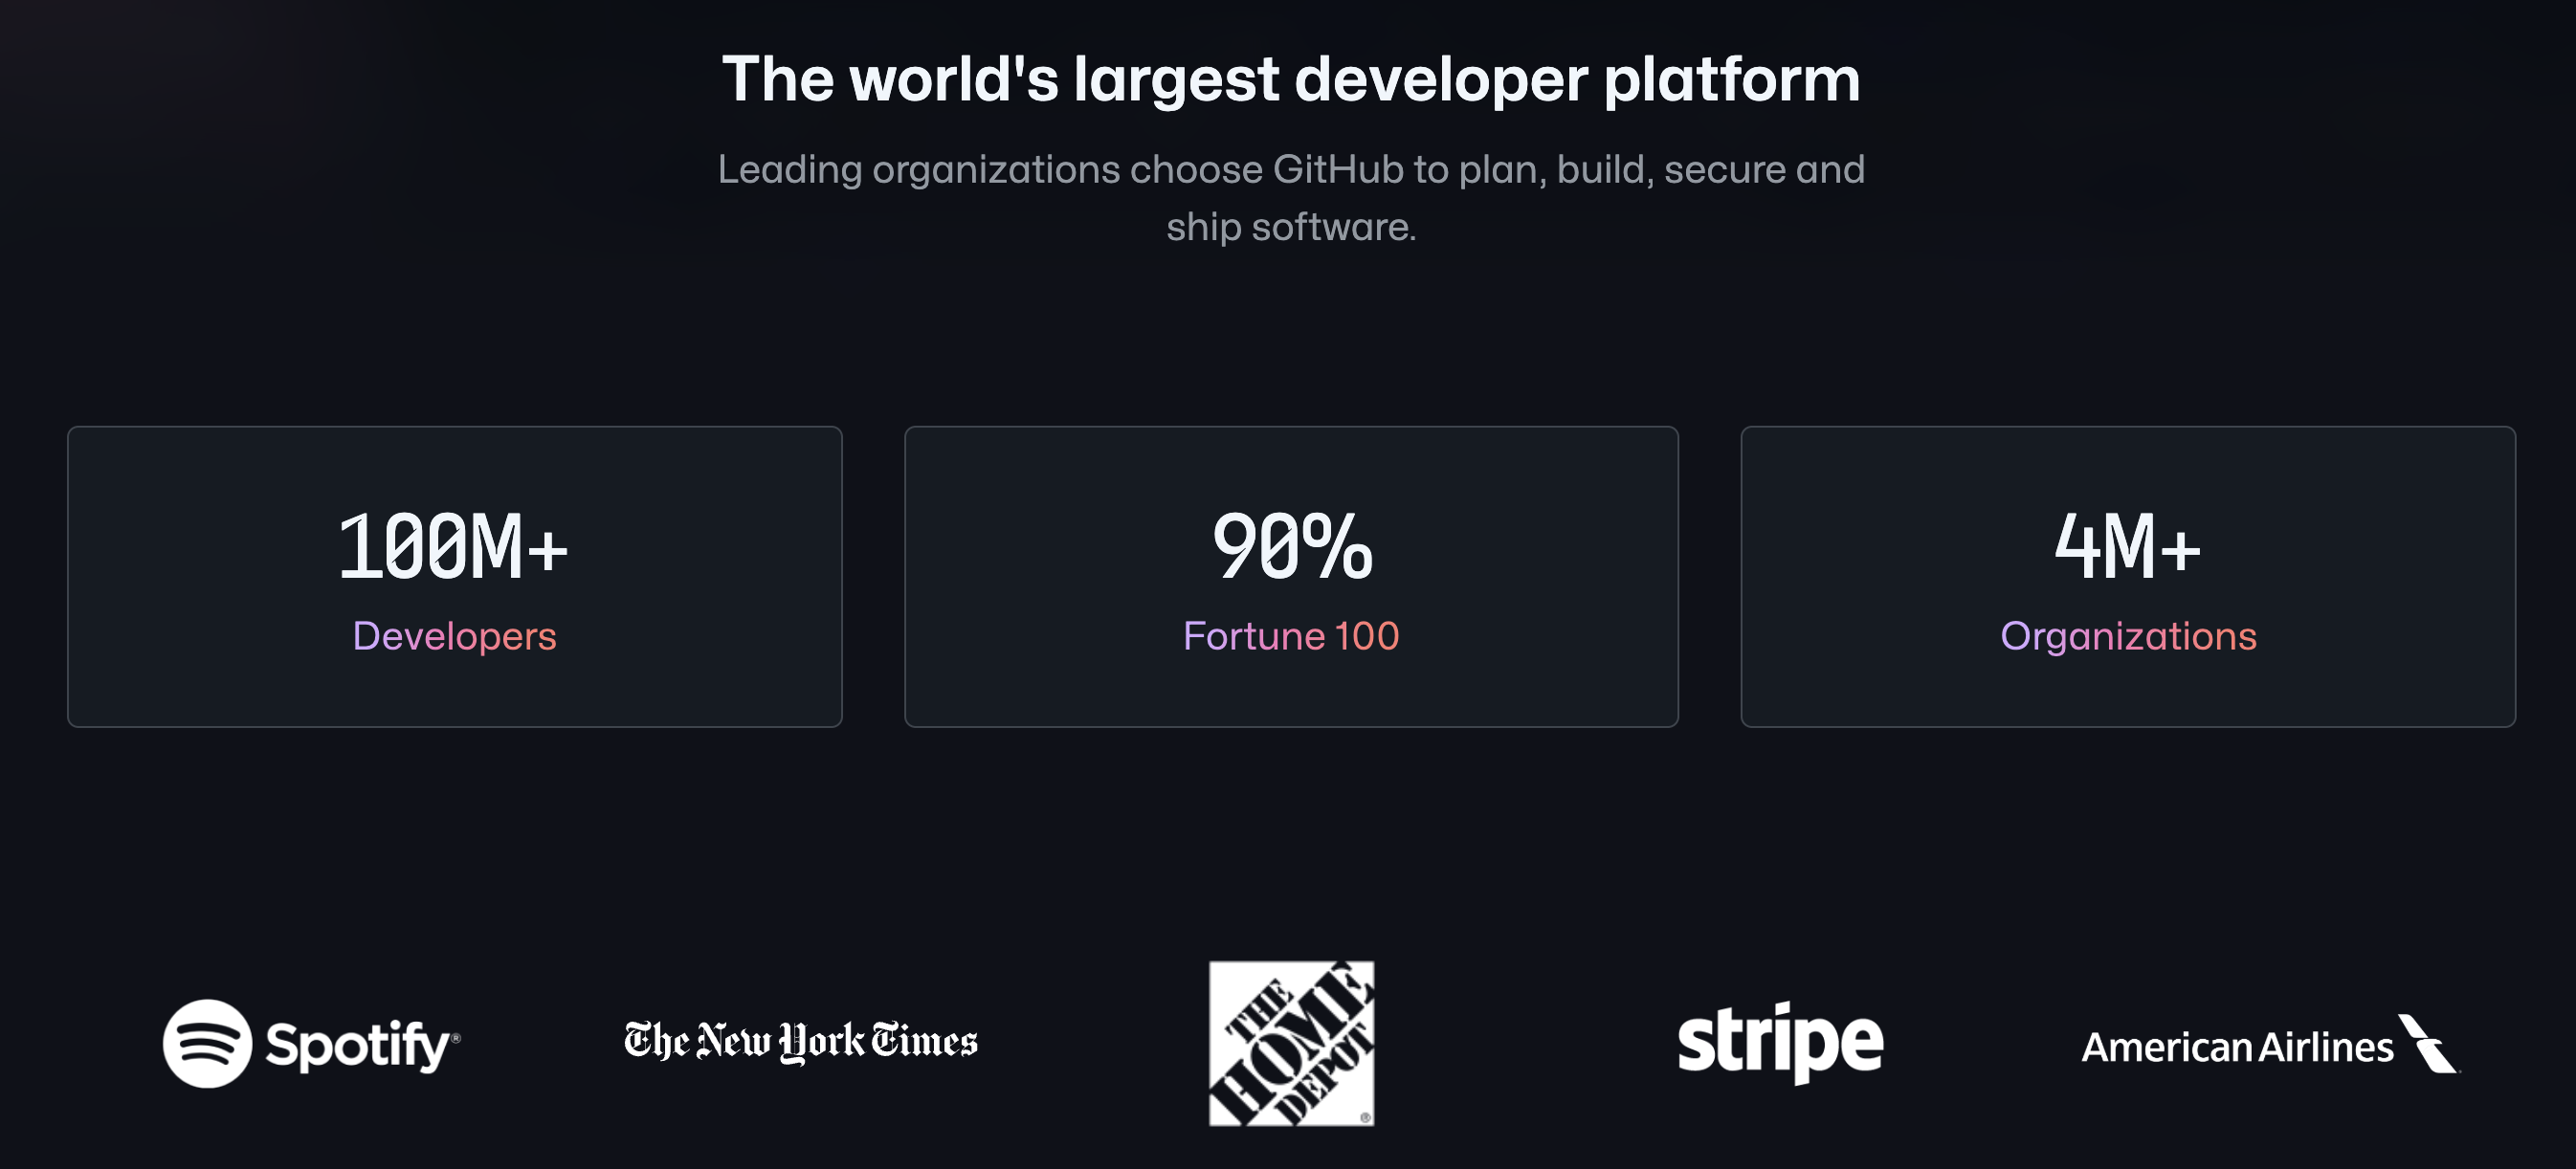 The world's largest developer platform
Leading organizations choose GitHub to plan, build, secure and
ship software.
100M+
Developers
90%
Fortune 100
4M+
Organizations
Spotify®
The New York Times
THE
HOME
DEPOT
®
stripe
American Airlines